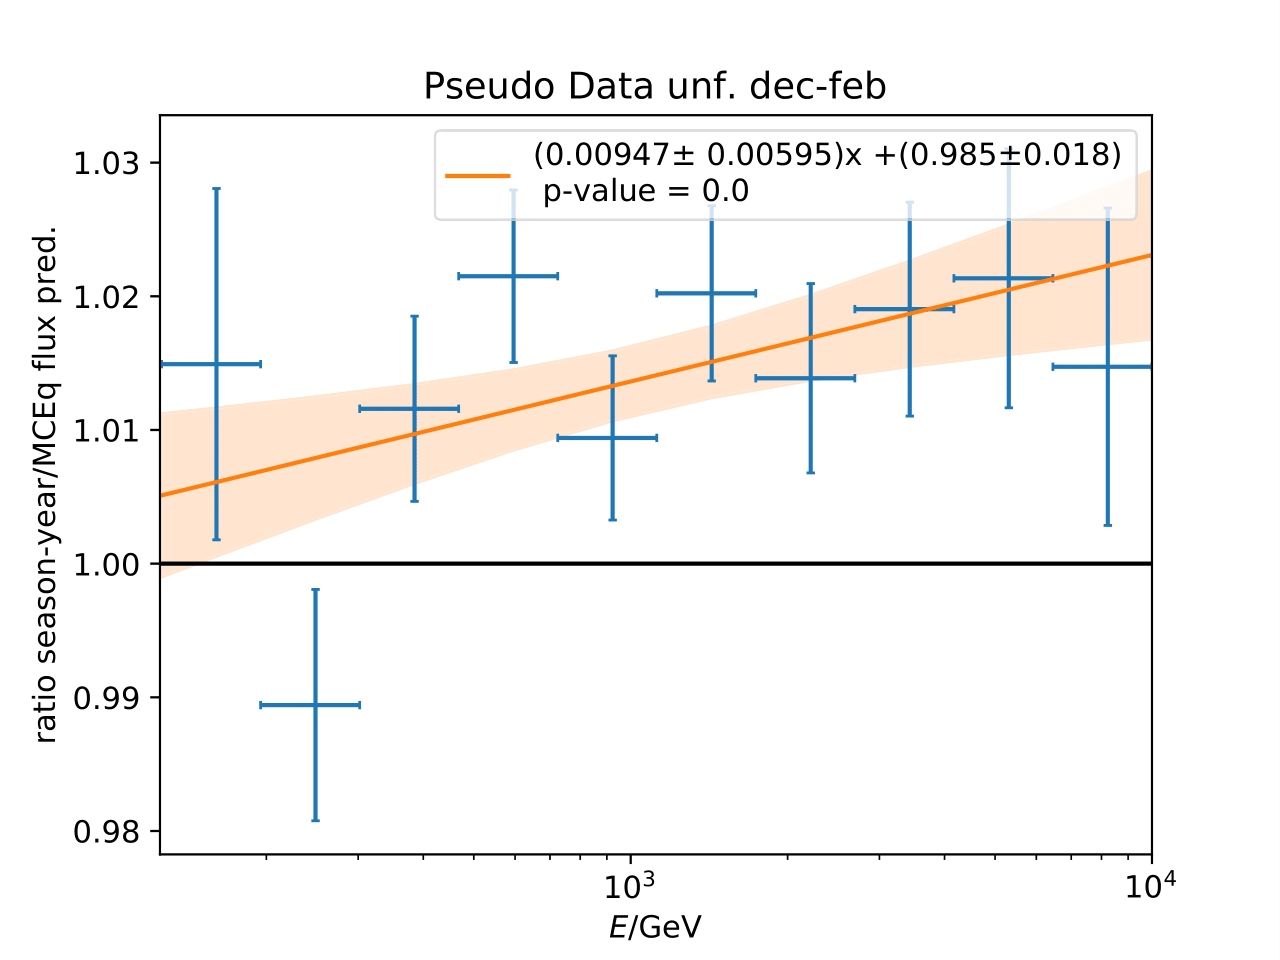 Pseudo Data unf. dec-feb
(0.00947± 0.00595)x +(0.985±0.018)
p-value = 0.0
ratio season-year/MCEq flux pred.
1.03
1.02
1.01
1.00
0.99
0.98
10³
10⁴
E/GeV